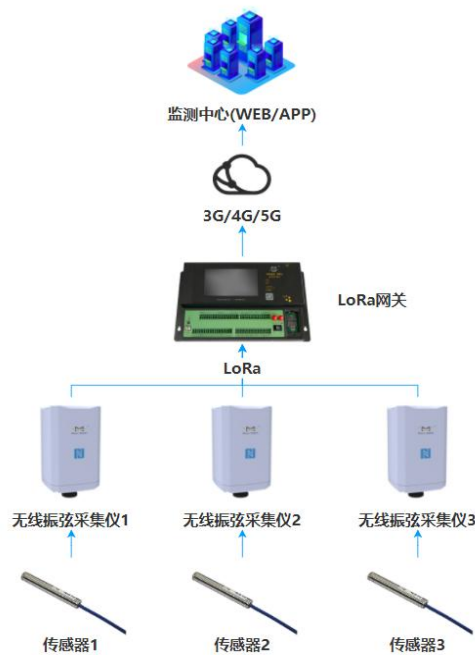 监测中心(WEB/APP)
3G/4G/5G
LoRa网关
LoRa
无线振弦采集仪1
无线振弦采集仪2
无线振弦采集仪3
传感器1
传感器2
传感器3